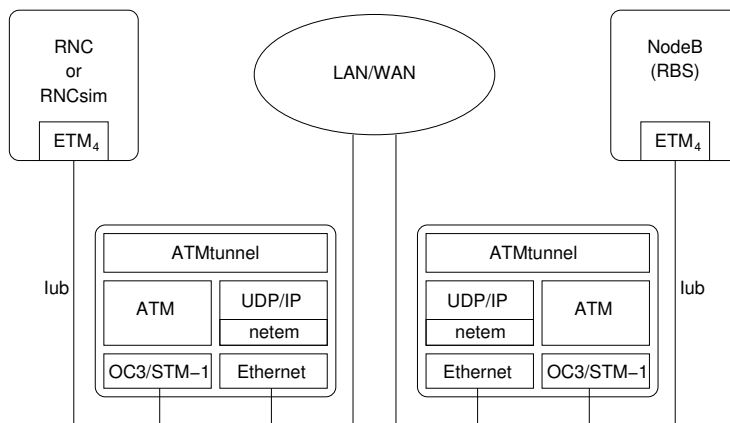 RNC
or
RNCsim
ETM4
LAN/WAN
NodeB
(RBS)
ETM4
Iub
ATMtunnel
ATM
UDP/IP
netem
OC3/STM−1
Ethernet
ATMtunnel
UDP/IP
netem
ATM
Ethernet
OC3/STM−1
Iub